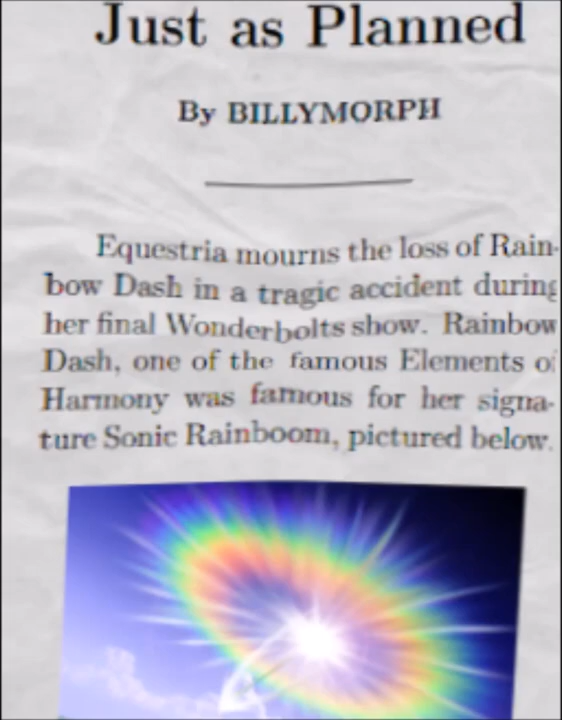 Just as Planned
By BILLYMORPH
Equestria mourns the loss of Rain-
bow Dash in a tragic accident during
her final Wonderbolts show. Rainbow
Dash, one of the famous Elements of
Harmony was famous for her signa-
ture Sonic Rainboom, pictured below.